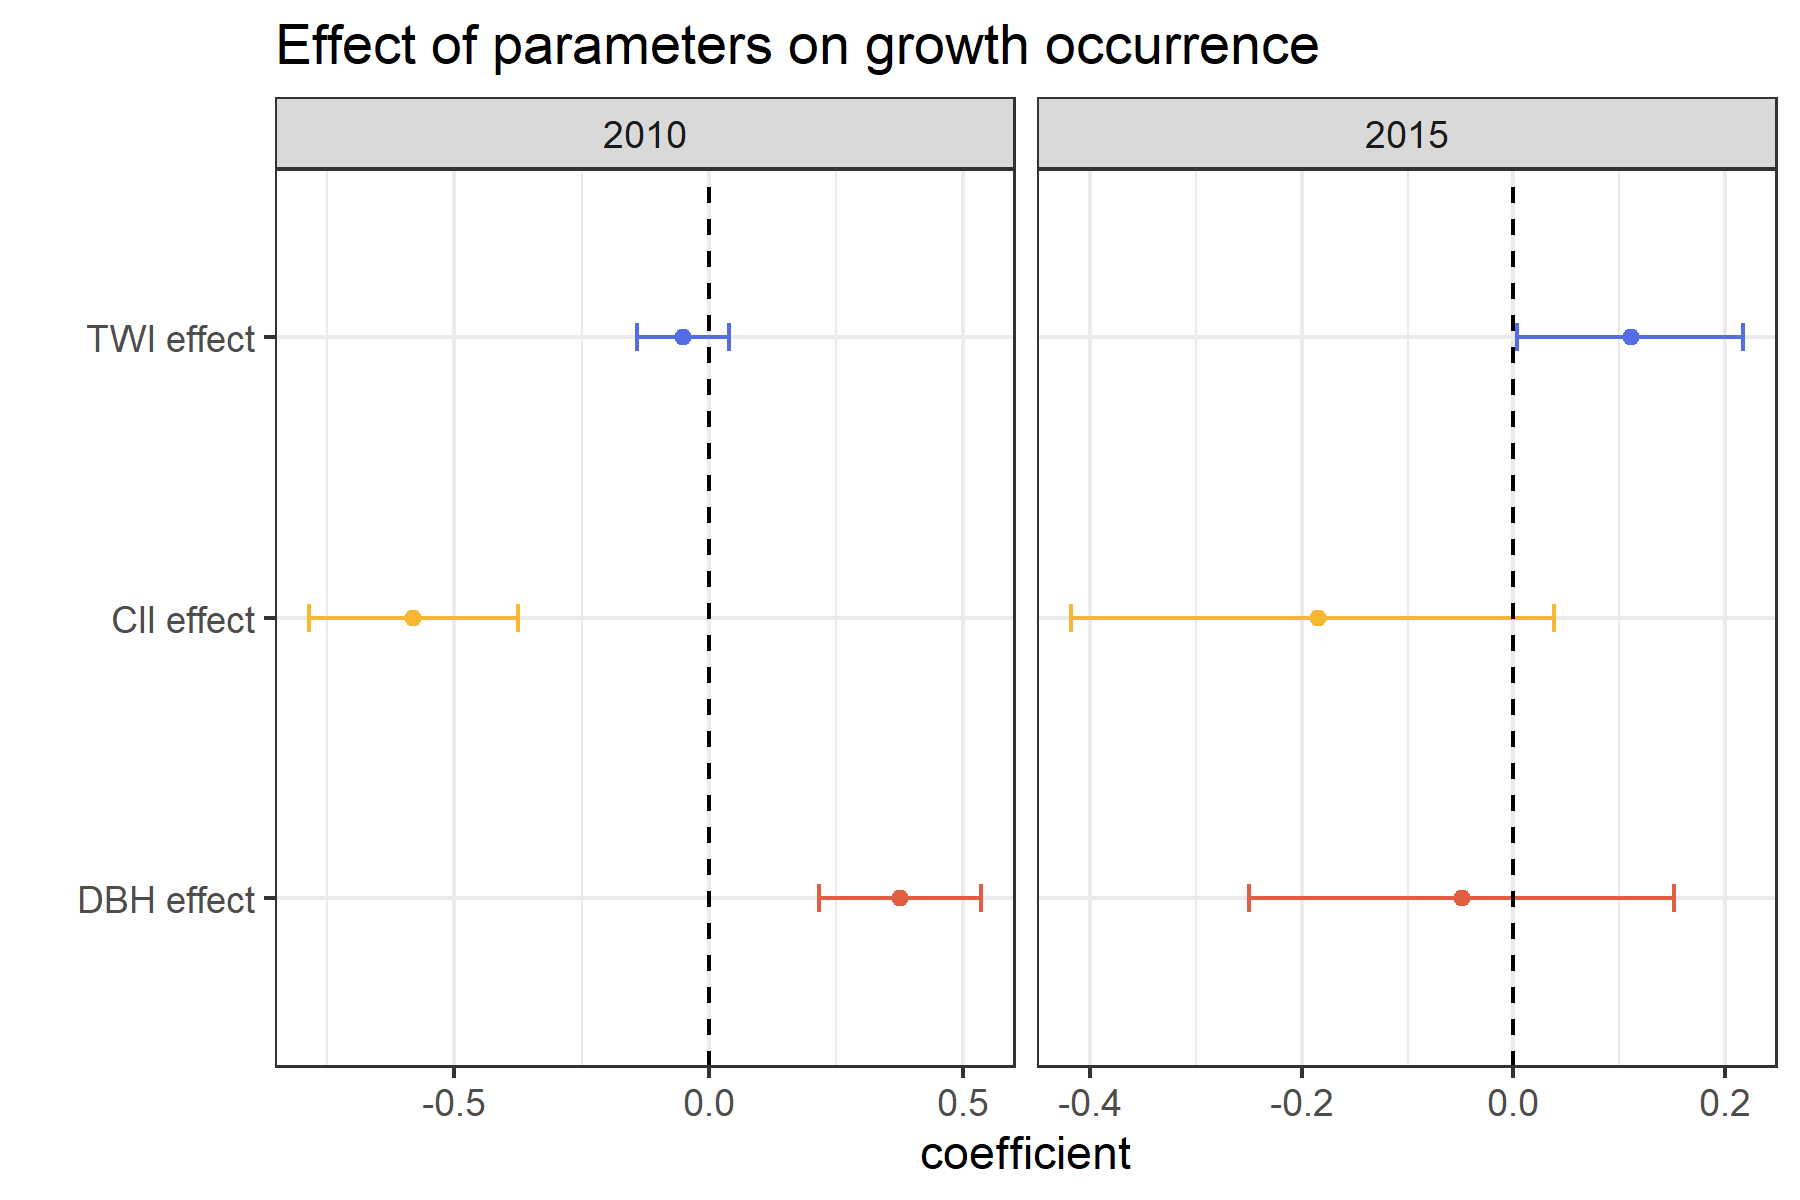 Effect of parameters on growth occurrence
2010
2015
TWI effect
CII effect
DBH effect
-0.5 0.0 0.5 -0.4 -0.2 0.0 0.2
coefficient